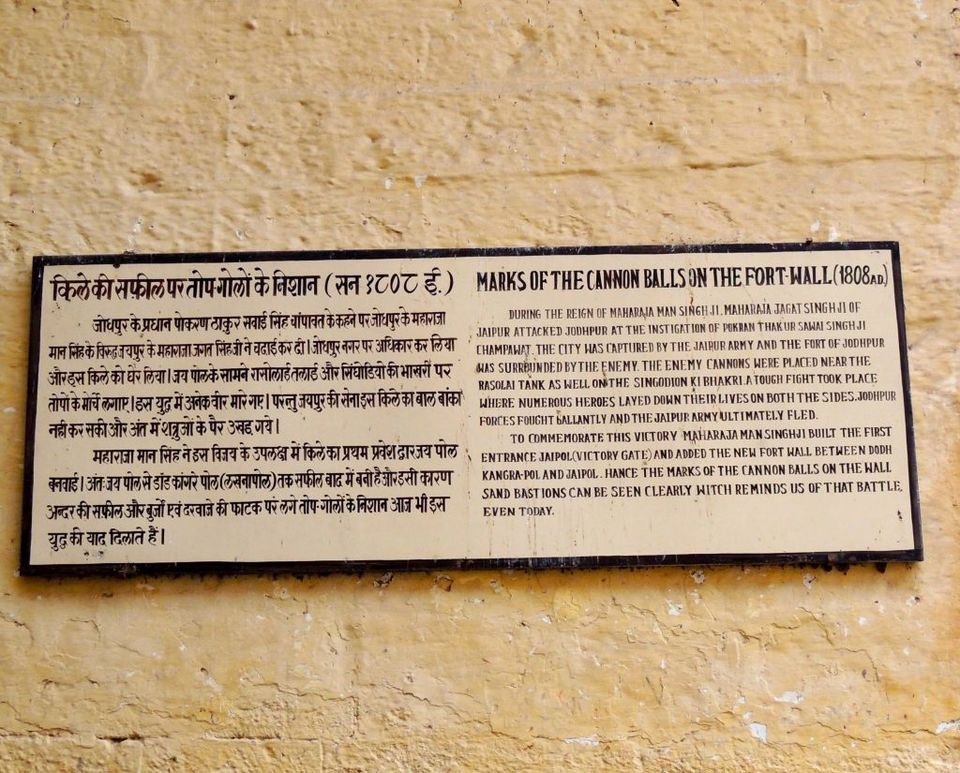 किले की सफ़ील पर तोप-गोलों के निशान ( सन १८०८ ई. )
जोधपुर के प्रधान पोकरण ठाकुर सवाई सिंह चांपावत के कहने पर जोधपुर के महाराजा
मान सिंह के विरुद्ध जयपुर के महाराजा जगत सिंहजी ने चढाई कर दी। जोधपुर नगर पर अधिकार कर लिया
और इस किले को घेर लिया। जय पोल के सामने रासोलाई तलाई और सिंघोडियों की भाखरी पर
तोपों के मोर्चे लगाए। इस युद्ध में अनेक वीर मारे गए। परन्तु जयपुर की सेना इस किले का बाल बांका
नही कर सकी और अंत में शत्रुओं के पैर उखड़ गये।
महाराजा मान सिंह ने इस विजय के उपलक्ष में किले का प्रथम प्रवेश द्वार जय पोल
बनवाई। अतः जय पोल से डोड कांगरे पोल (लखनापोल) तक सफ़ील बाद में बनी है और इसी कारण
अन्दर की सफ़ील और बुर्जों एवं दरवाजे की फाटक पर लगे तोप-गोलों के निशान आज भी इस
युद्ध की याद दिलाते हैं।
MARKS OF THE CANNON BALLS ON THE FORT-WALL (1808 A.D.)
DURING THE REIGN OF MAHARAJA MAN SINGH JI. MAHARAJA JAGAT SINGH JI OF
JAIPUR ATTACKED JODHPUR AT THE INSTIGATION OF POKRAN THAKUR SAWAI SINGH JI
CHAMPAWAT. THE CITY WAS CAPTURED BY THE JAIPUR ARMY AND THE FORT OF JODHPUR
WAS SURROUNDED BY THE ENEMY. THE ENEMY CANNONS WERE PLACED NEAR THE
RASOLAI TANK AS WELL ON THE SINGODION KI BHAKRI. A TOUGH FIGHT TOOK PLACE
WHERE NUMEROUS HEROES LAYED DOWN THEIR LIVES ON BOTH THE SIDES. JODHPUR
FORCES FOUGHT BALLANTLY AND THE JAIPUR ARMY ULTIMATELY FLED.
TO COMMEMORATE THIS VICTORY MAHARAJA MAN SINGHJI BUILT THE FIRST
ENTRANCE JAIPOL (VICTORY GATE) AND ADDED THE NEW FORT WALL BETWEEN DODH
KANGRA-POL AND JAIPOL. HANCE THE MARKS OF THE CANNON BALLS ON THE WALL
SAND BASTIONS CAN BE SEEN CLEARLY WITCH REMINDS US OF THAT BATTLE,
EVEN TODAY.